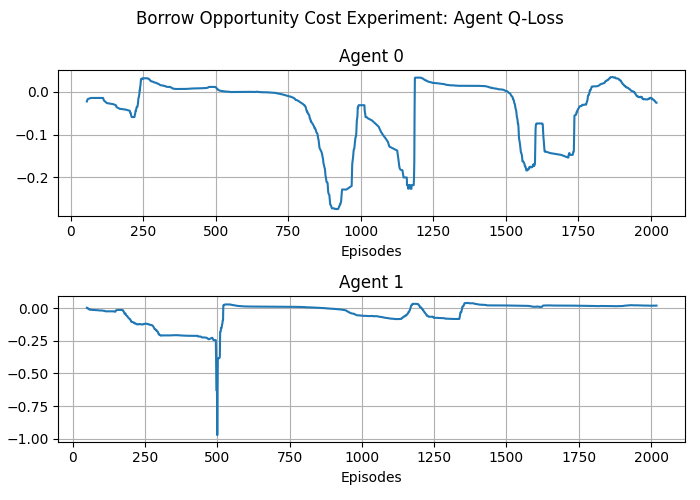 Borrow Opportunity Cost Experiment: Agent Q-Loss
Agent 0
0.0
−0.1
−0.2
0 250 500 750 1000 1250 1500 1750 2000
Episodes
Agent 1
0.00
−0.25
−0.50
−0.75
−1.00
0 250 500 750 1000 1250 1500 1750 2000
Episodes